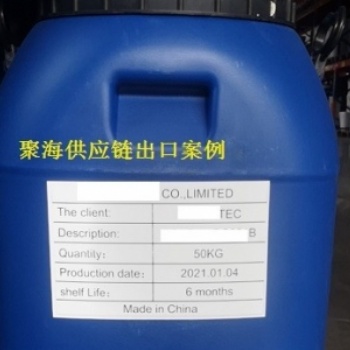 聚海供应链出口案例
CO.,LIMITED
The client: TEC
Description: B
Quantity: 50KG
Production date: 2021.01.04
shelf Life: 6 months
Made in China